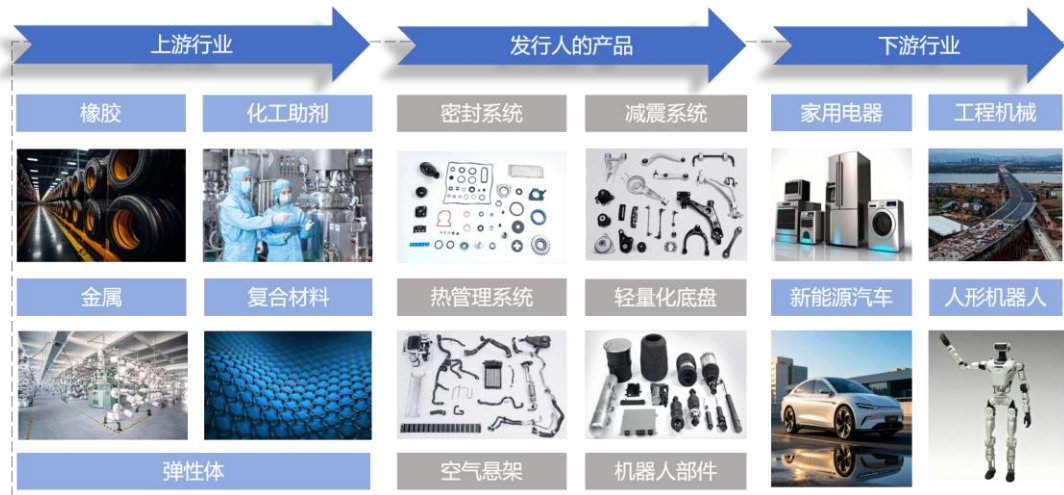 上游行业
发行人的产品
下游行业
橡胶
化工助剂
密封系统
减震系统
家用电器
工程机械
金属
复合材料
热管理系统
轻量化底盘
新能源汽车
人形机器人
弹性体
空气悬架
机器人部件